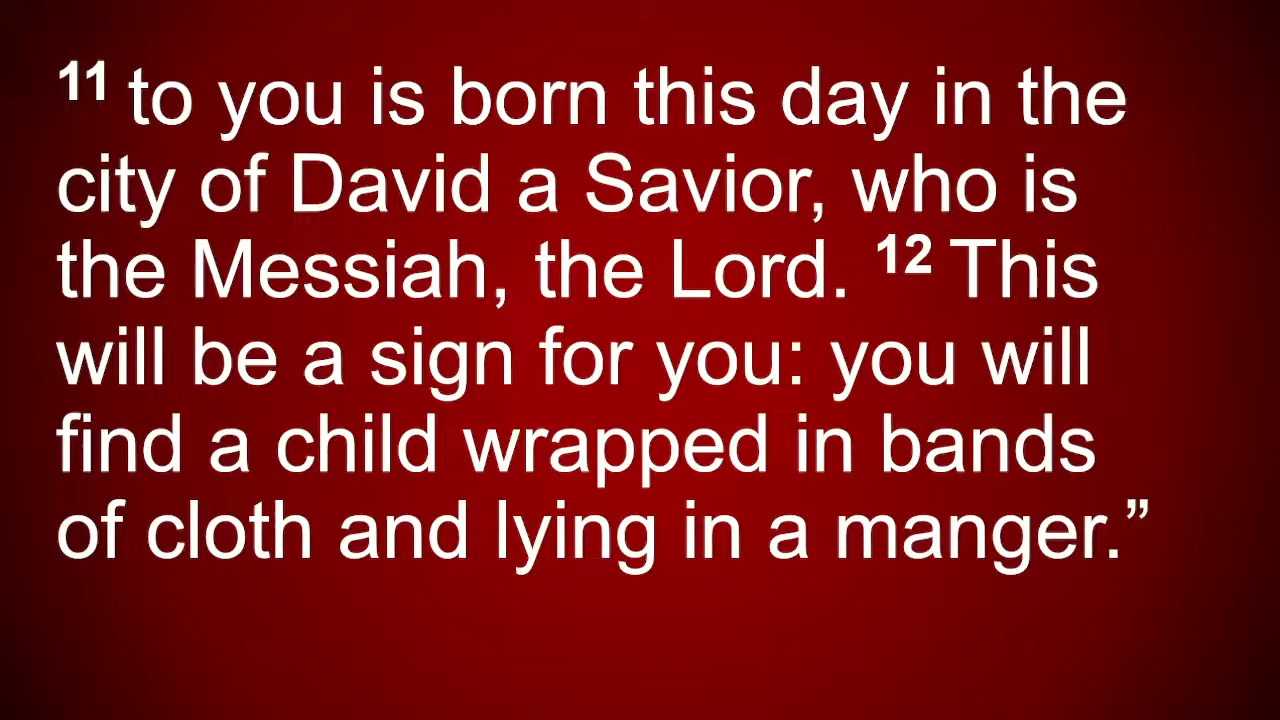 11 to you is born this day in the
city of David a Savior, who is
the Messiah, the Lord. 12 This
will be a sign for you: you will
find a child wrapped in bands
of cloth and lying in a manger.”